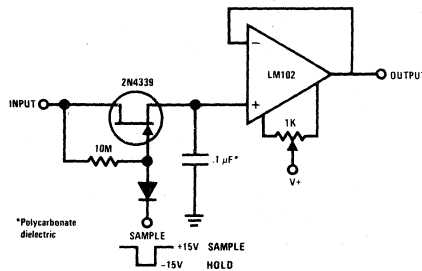 2N4339
LM102
−
+
INPUT
OUTPUT
10M
.1 μF*
1K
V+
*Polycarbonate
dielectric
SAMPLE
+15V SAMPLE
−15V HOLD